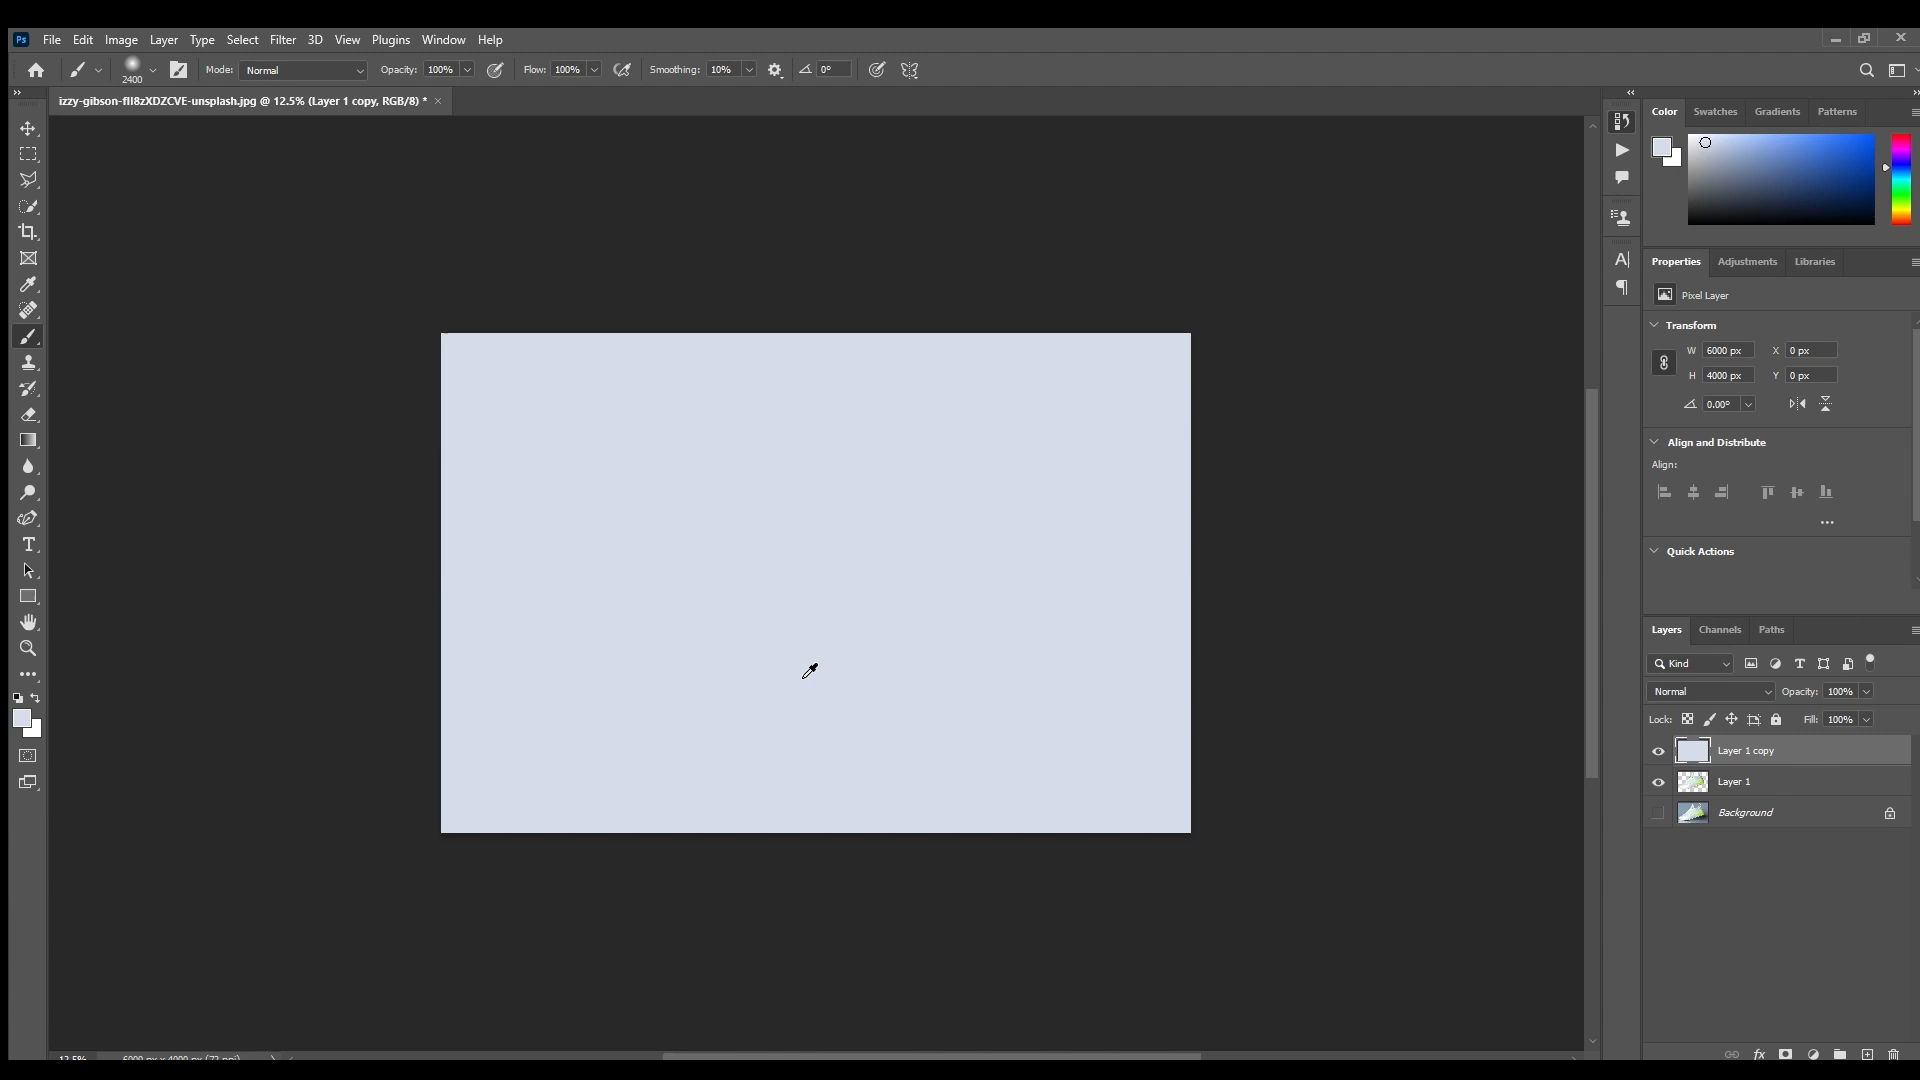 Ps File Edit Image Layer Type Select Filter 3D View Plugins Window Help
2400 Mode: Normal Opacity: 100% Flow: 100% Smoothing: 10% 0°
izzy-gibson-fII8zXDZCVE-unsplash.jpg @ 12.5% (Layer 1 copy, RGB/8) *
Color Swatches Gradients Patterns
Properties Adjustments Libraries
Pixel Layer
Transform
W 6000 px X 0 px
H 4000 px Y 0 px
0.00°
Align and Distribute
Align:
Quick Actions
Layers Channels Paths
Kind
Normal Opacity: 100%
Lock: Fill: 100%
Layer 1 copy
Layer 1
Background
12.5% 6000 px x 4000 px (72 ppi)